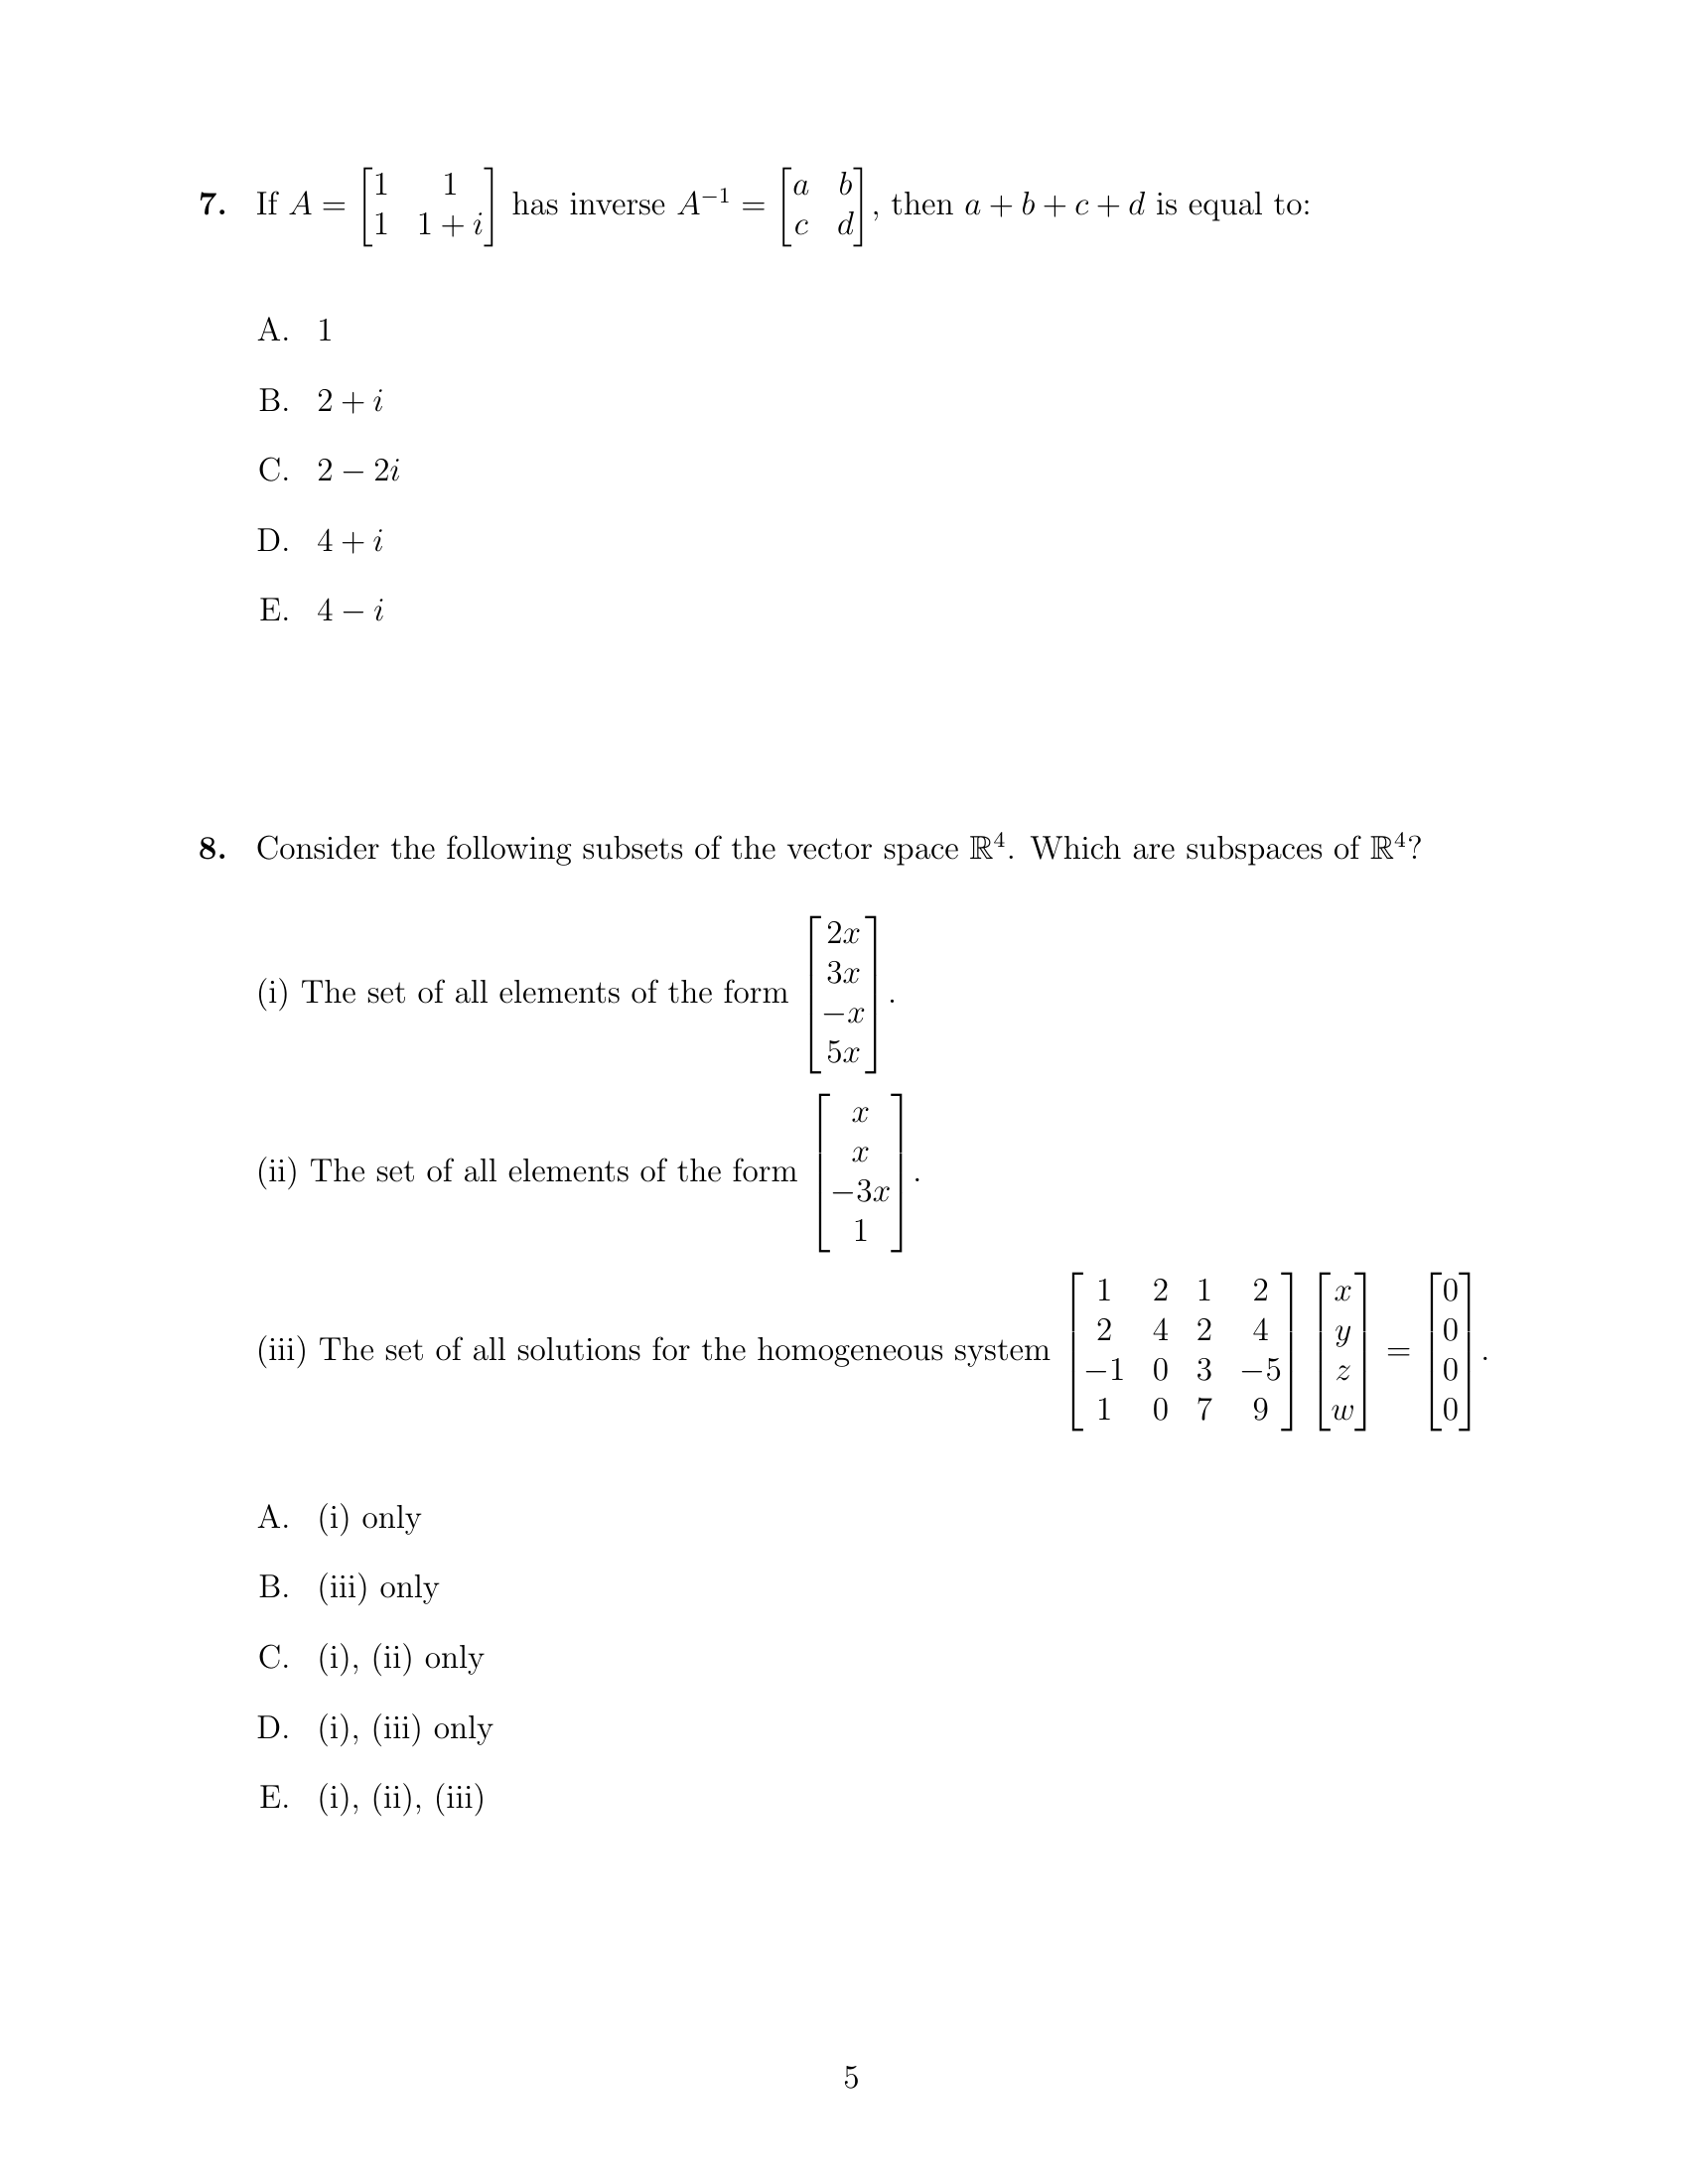 7. If $A = \begin{bmatrix} 1 & 1 \\ 1 & 1+i \end{bmatrix}$ has inverse $A^{-1} = \begin{bmatrix} a & b \\ c & d \end{bmatrix}$, then $a + b + c + d$ is equal to:
A. 1
B. $2 + i$
C. $2 - 2i$
D. $4 + i$
E. $4 - i$
8. Consider the following subsets of the vector space $\mathbb{R}^4$. Which are subspaces of $\mathbb{R}^4$?
(i) The set of all elements of the form $\begin{bmatrix} 2x \\ 3x \\ -x \\ 5x \end{bmatrix}$.
(ii) The set of all elements of the form $\begin{bmatrix} x \\ x \\ -3x \\ 1 \end{bmatrix}$.
(iii) The set of all solutions for the homogeneous system $\begin{bmatrix} 1 & 2 & 1 & 2 \\ 2 & 4 & 2 & 4 \\ -1 & 0 & 3 & -5 \\ 1 & 0 & 7 & 9 \end{bmatrix} \begin{bmatrix} x \\ y \\ z \\ w \end{bmatrix} = \begin{bmatrix} 0 \\ 0 \\ 0 \\ 0 \end{bmatrix}$.
A. (i) only
B. (iii) only
C. (i), (ii) only
D. (i), (iii) only
E. (i), (ii), (iii)
5